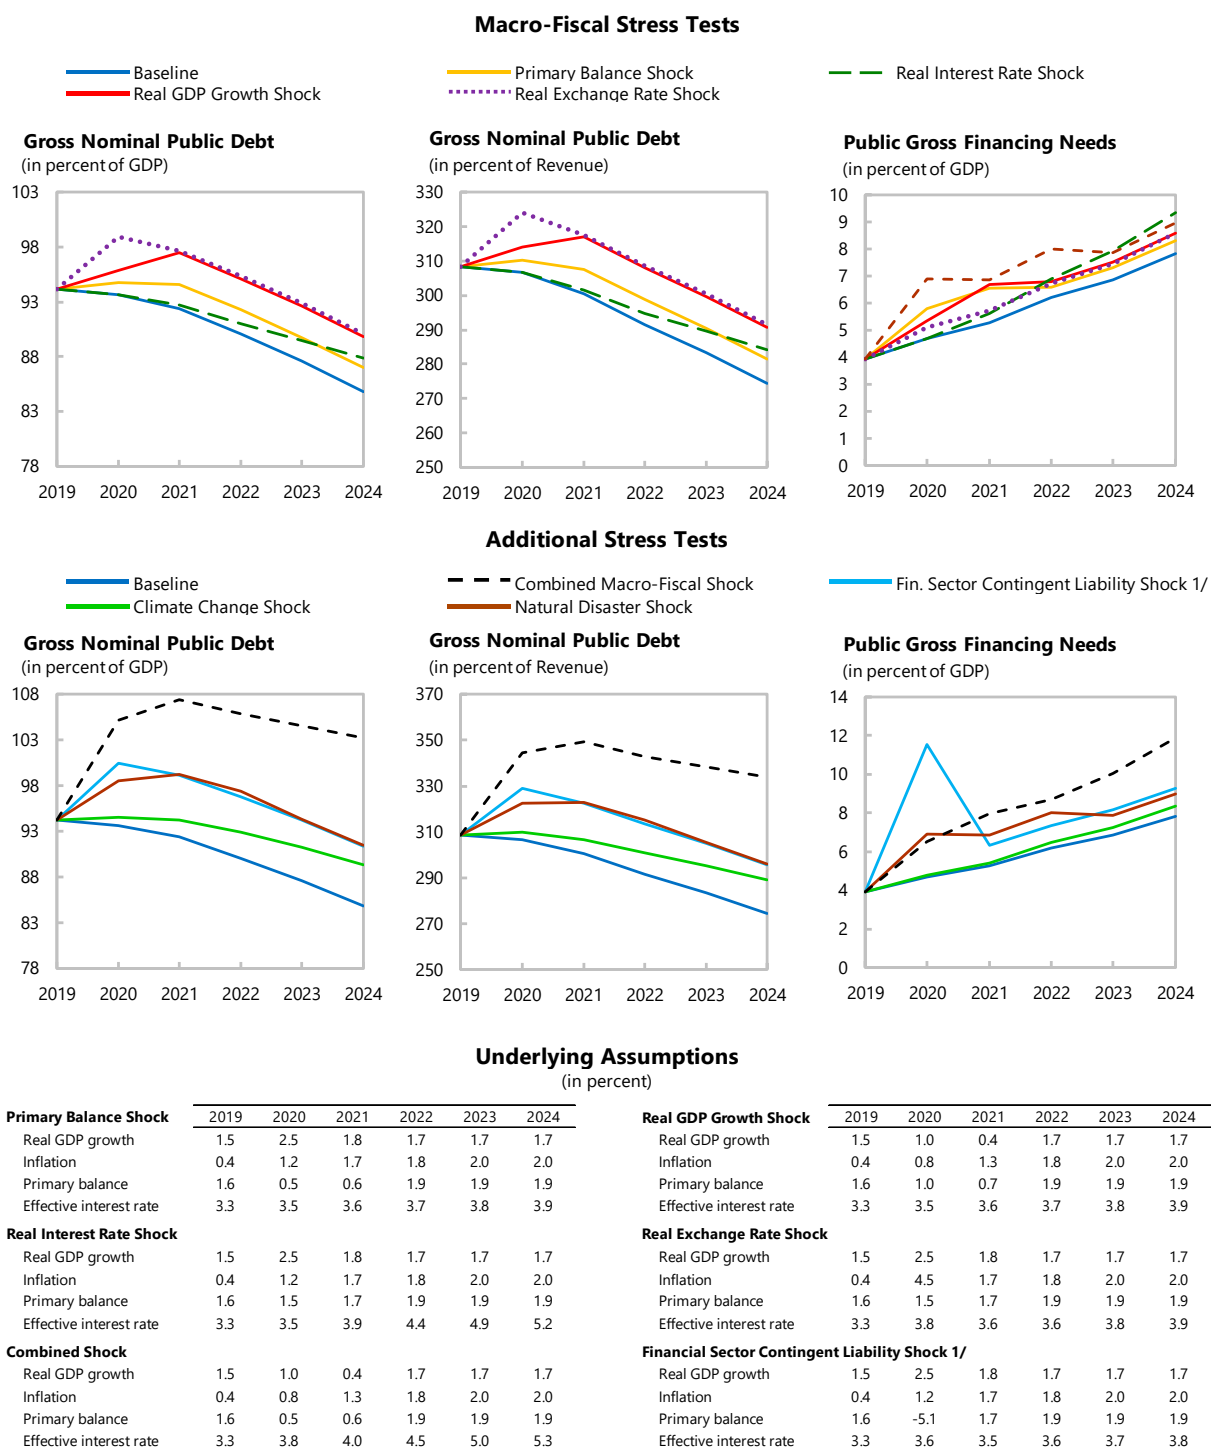 Macro-Fiscal Stress Tests
Baseline Primary Balance Shock Real Interest Rate Shock
Real GDP Growth Shock Real Exchange Rate Shock
Gross Nominal Public Debt Gross Nominal Public Debt Public Gross Financing Needs
(in percent of GDP) (in percent of Revenue) (in percent of GDP)
103 330 10
98 320 9
93 310 8
88 300 7
83 290 6
78 280 5
270 4
260 3
250 2
1
0
2019 2020 2021 2022 2023 2024 2019 2020 2021 2022 2023 2024 2019 2020 2021 2022 2023 2024
Additional Stress Tests
Baseline Combined Macro-Fiscal Shock Fin. Sector Contingent Liability Shock 1/
Climate Change Shock Natural Disaster Shock
Gross Nominal Public Debt Gross Nominal Public Debt Public Gross Financing Needs
(in percent of GDP) (in percent of Revenue) (in percent of GDP)
108 370 14
103 350 12
98 330 10
93 310 8
88 290 6
83 270 4
78 250 2
0
2019 2020 2021 2022 2023 2024 2019 2020 2021 2022 2023 2024 2019 2020 2021 2022 2023 2024
Underlying Assumptions
(in percent)
Primary Balance Shock 2019 2020 2021 2022 2023 2024 Real GDP Growth Shock 2019 2020 2021 2022 2023 2024
Real GDP growth 1.5 2.5 1.8 1.7 1.7 1.7 Real GDP growth 1.5 1.0 0.4 1.7 1.7 1.7
Inflation 0.4 1.2 1.7 1.8 2.0 2.0 Inflation 0.4 0.8 1.3 1.8 2.0 2.0
Primary balance 1.6 0.5 0.6 1.9 1.9 1.9 Primary balance 1.6 1.0 0.7 1.9 1.9 1.9
Effective interest rate 3.3 3.5 3.6 3.7 3.8 3.9 Effective interest rate 3.3 3.5 3.6 3.7 3.8 3.9
Real Interest Rate Shock Real Exchange Rate Shock
Real GDP growth 1.5 2.5 1.8 1.7 1.7 1.7 Real GDP growth 1.5 2.5 1.8 1.7 1.7 1.7
Inflation 0.4 1.2 1.7 1.8 2.0 2.0 Inflation 0.4 4.5 1.7 1.8 2.0 2.0
Primary balance 1.6 1.5 1.7 1.9 1.9 1.9 Primary balance 1.6 1.5 1.7 1.9 1.9 1.9
Effective interest rate 3.3 3.5 3.9 4.4 4.9 5.2 Effective interest rate 3.3 3.8 3.6 3.6 3.8 3.9
Combined Shock Financial Sector Contingent Liability Shock 1/
Real GDP growth 1.5 1.0 0.4 1.7 1.7 1.7 Real GDP growth 1.5 2.5 1.8 1.7 1.7 1.7
Inflation 0.4 0.8 1.3 1.8 2.0 2.0 Inflation 0.4 1.2 1.7 1.8 2.0 2.0
Primary balance 1.6 0.5 0.6 1.9 1.9 1.9 Primary balance 1.6 -5.1 1.7 1.9 1.9 1.9
Effective interest rate 3.3 3.8 4.0 4.5 5.0 5.3 Effective interest rate 3.3 3.6 3.5 3.6 3.7 3.8